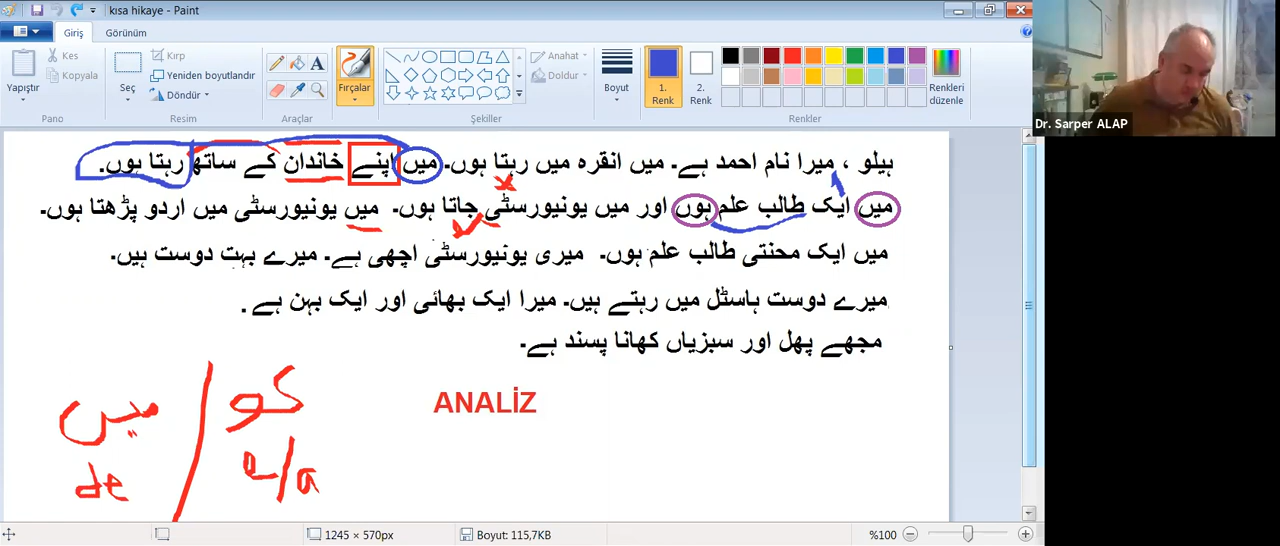 kısa hikaye - Paint
Giriş
Görünüm
Yapıştır
Kes
Kopyala
Pano
Seç
Kırp
Yeniden boyutlandır
Döndür
Resim
Araçlar
Fırçalar
Şekiller
Anahat
Doldur
Boyut
1. Renk
2. Renk
Renkler
Renkleri düzenle
Dr. Sarper ALAP
ہیلو ، میرا نام احمد ہے۔ میں انقرہ میں رہتا ہوں۔ میں اپنے خاندان کے ساتھ رہتا ہوں۔
میں ایک طالب علم ہوں اور میں یونیورسٹی جاتا ہوں۔ میں یونیورسٹی میں اردو پڑھتا ہوں۔
میں ایک محنتی طالب علم ہوں۔ میری یونیورسٹی اچھی ہے۔ میرے بہت دوست ہیں۔
میرے دوست ہاسٹل میں رہتے ہیں۔ میرا ایک بھائی اور ایک بہن ہے .
مجھے پھل اور سبزیاں کھانا پسند ہے۔
ANALİZ
کو / میں
e/a
de
1245 × 570px
Boyut: 115,7KB
%100